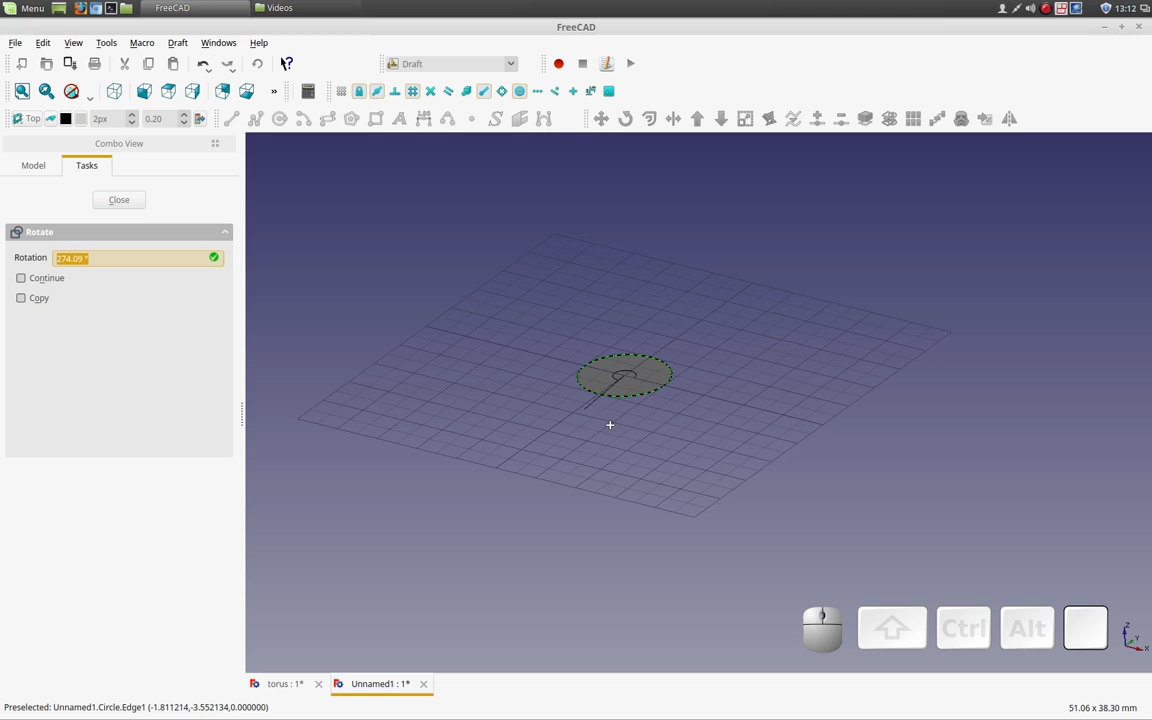 Menu FreeCAD Videos 13:12
FreeCAD
File Edit View Tools Macro Draft Windows Help
Draft
Top 2px 0.20
Combo View
Model Tasks
Close
Rotate
Rotation 274.09 °
Continue
Copy
Ctrl Alt
Z
Y
X
torus : 1* Unnamed1 : 1*
Preselected: Unnamed1.Circle.Edge1 (-1.811214,-3.552134,0.000000) 51.06 x 38.30 mm